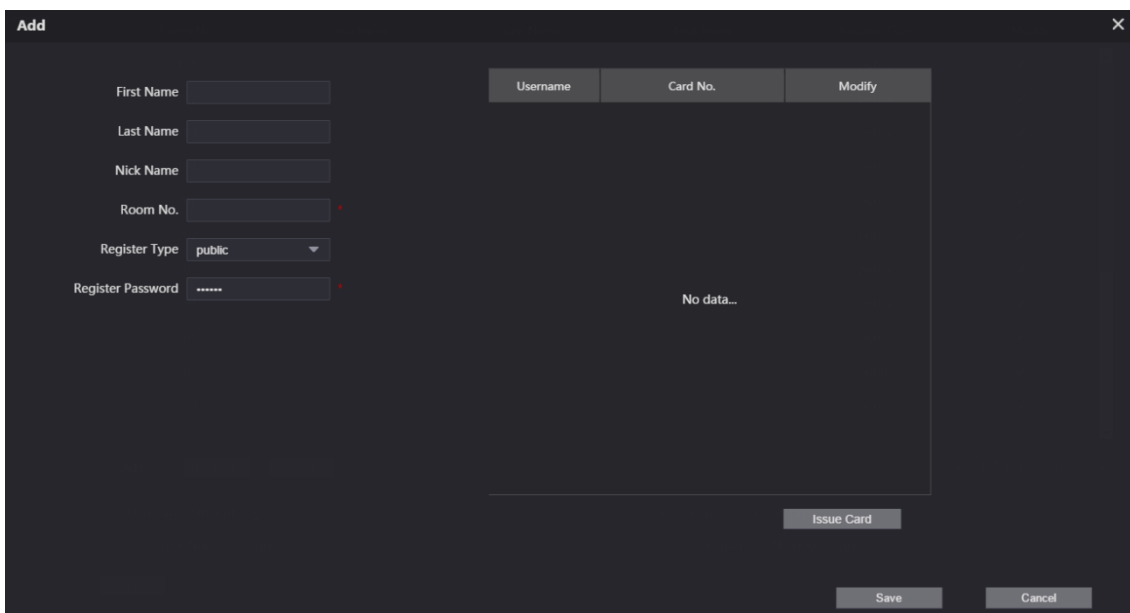 Add
First Name
Last Name
Nick Name
Room No. *
Register Type public
Register Password •••••• *
Username Card No. Modify
No data...
Issue Card
Save Cancel